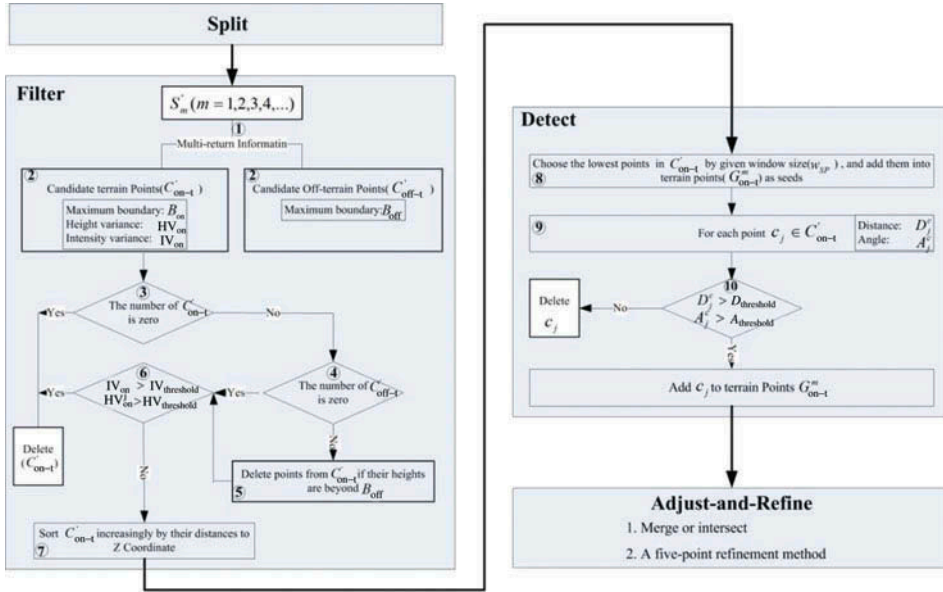 Split
Filter
S'm (m = 1,2,3,4,...)
①
Multi-return Informatin
②
Candidate terrain Points(C'on-t)
Maximum boundary: Bon
Height variance: HVon
Intensity variance: IVon
②
Candidate Off-terrain Points(C'off-t)
Maximum boundary: Boff
③
The number of C'on-t
is zero
Yes
No
④
The number of C'off-t
is zero
Yes
No
⑤
Delete points from C'on-t if their heights
are beyond Boff
⑥
IVon > IVthreshold
HVon > HVthreshold
Yes
No
Delete
(C'on-t)
Sort C'on-t increasingly by their distances to
⑦ Z Coordinate
Detect
Choose the lowest points in C'on-t by given window size(wSP) , and add them into
⑧ terrain points( Gᵐon-t) as seeds
⑨
For each point cj ∈ C'on-t
Distance: Dᶜj
Angle: Aᶜj
10
Dᶜj > Dthreshold
Aᶜj > Athreshold
No
Delete
cj
Yes
Add cj to terrain Points Gᵐon-t
Adjust-and-Refine
1. Merge or intersect
2. A five-point refinement method